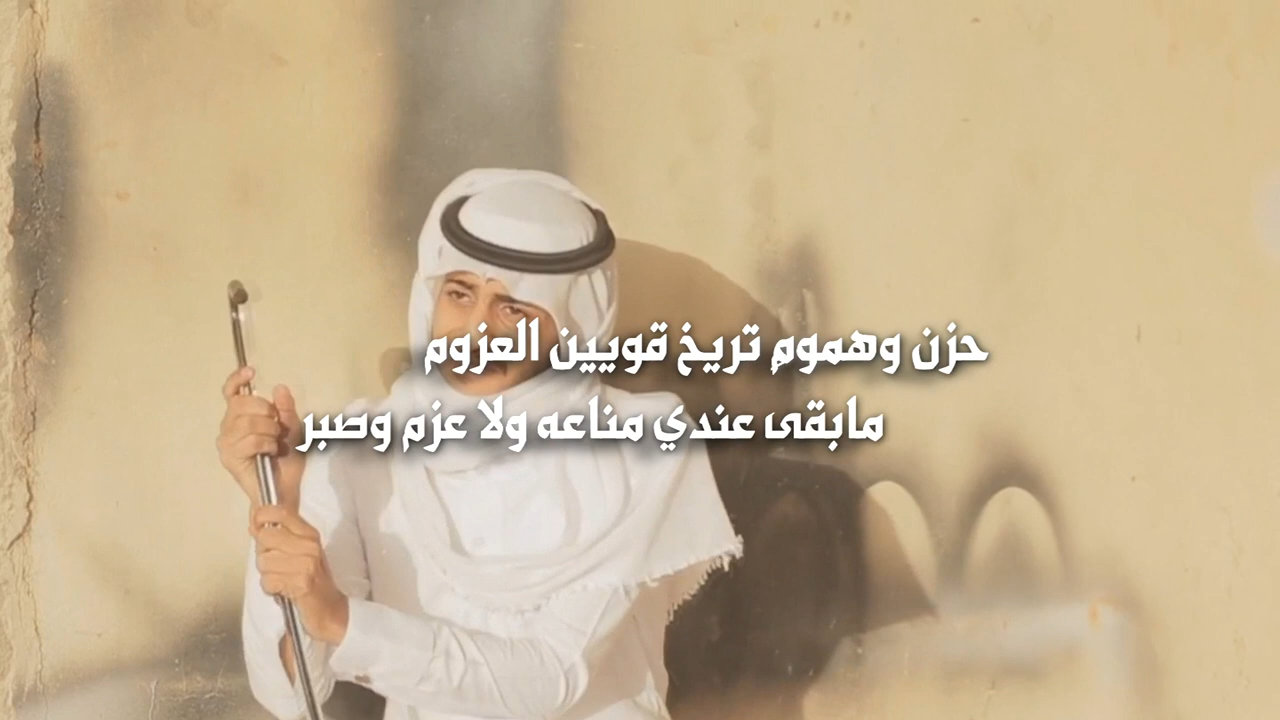 حزن وهمومٍ تريخ قويين العزوم
مابقى عندي مناعه ولا عزم وصبر